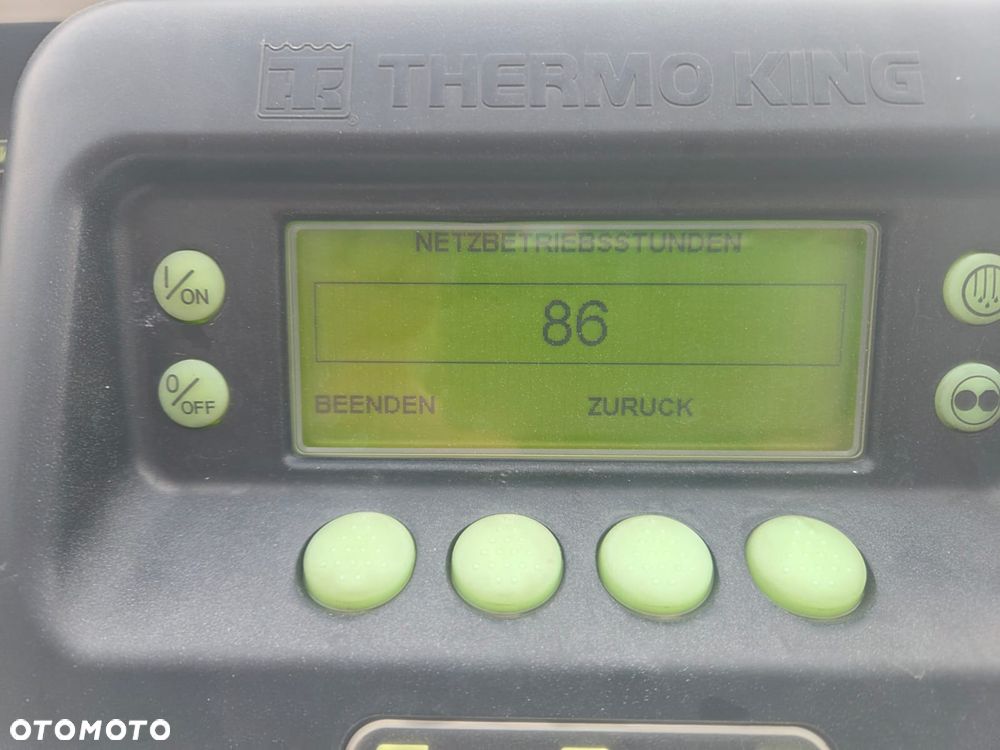 THERMO KING
NETZBETRIEBSSTUNDEN
I/ON
86
0/OFF
BEENDEN ZURUCK
OTOMOTO